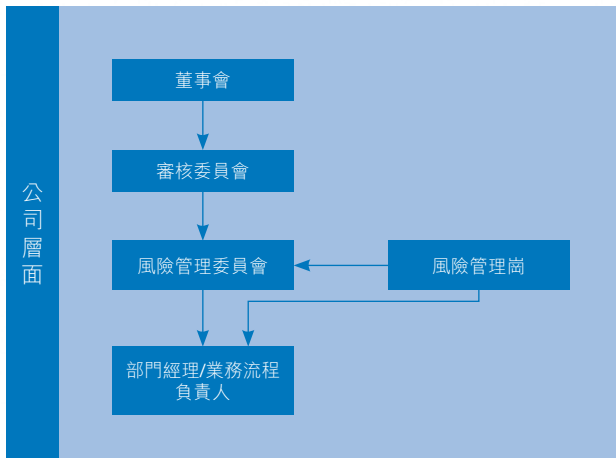 公司層面
董事會
審核委員會
風險管理委員會
風險管理崗
部門經理/業務流程
負責人